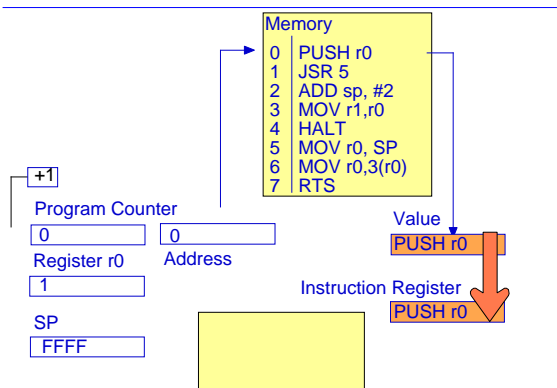 Memory
0 PUSH r0
1 JSR 5
2 ADD sp, #2
3 MOV r1,r0
4 HALT
5 MOV r0, SP
6 MOV r0,3(r0)
7 RTS
+1
Program Counter
0
0
Address
Register r0
1
SP
FFFF
Value
PUSH r0
Instruction Register
PUSH r0